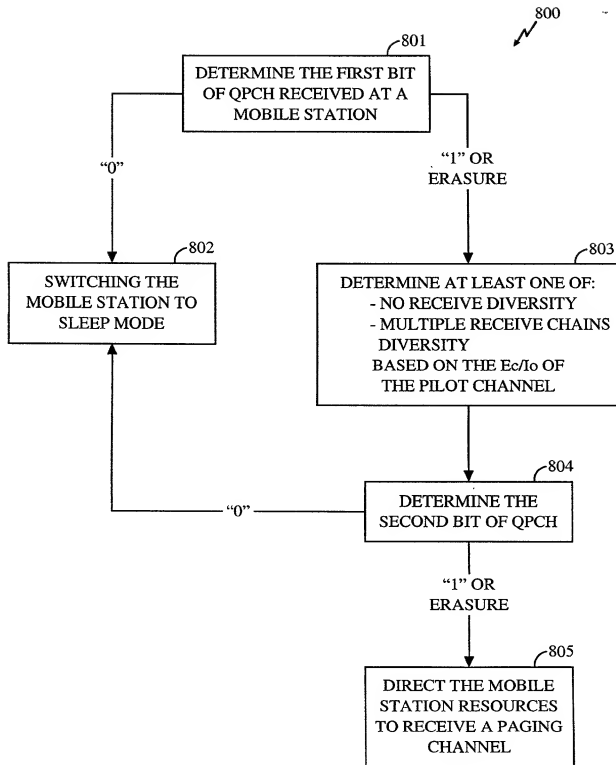 800
801
DETERMINE THE FIRST BIT
OF QPCH RECEIVED AT A
MOBILE STATION
"0"
"1" OR
ERASURE
802
SWITCHING THE
MOBILE STATION TO
SLEEP MODE
803
DETERMINE AT LEAST ONE OF:
- NO RECEIVE DIVERSITY
- MULTIPLE RECEIVE CHAINS
DIVERSITY
BASED ON THE Ec/Io OF
THE PILOT CHANNEL
804
DETERMINE THE
SECOND BIT OF QPCH
"0"
"1" OR
ERASURE
805
DIRECT THE MOBILE
STATION RESOURCES
TO RECEIVE A PAGING
CHANNEL